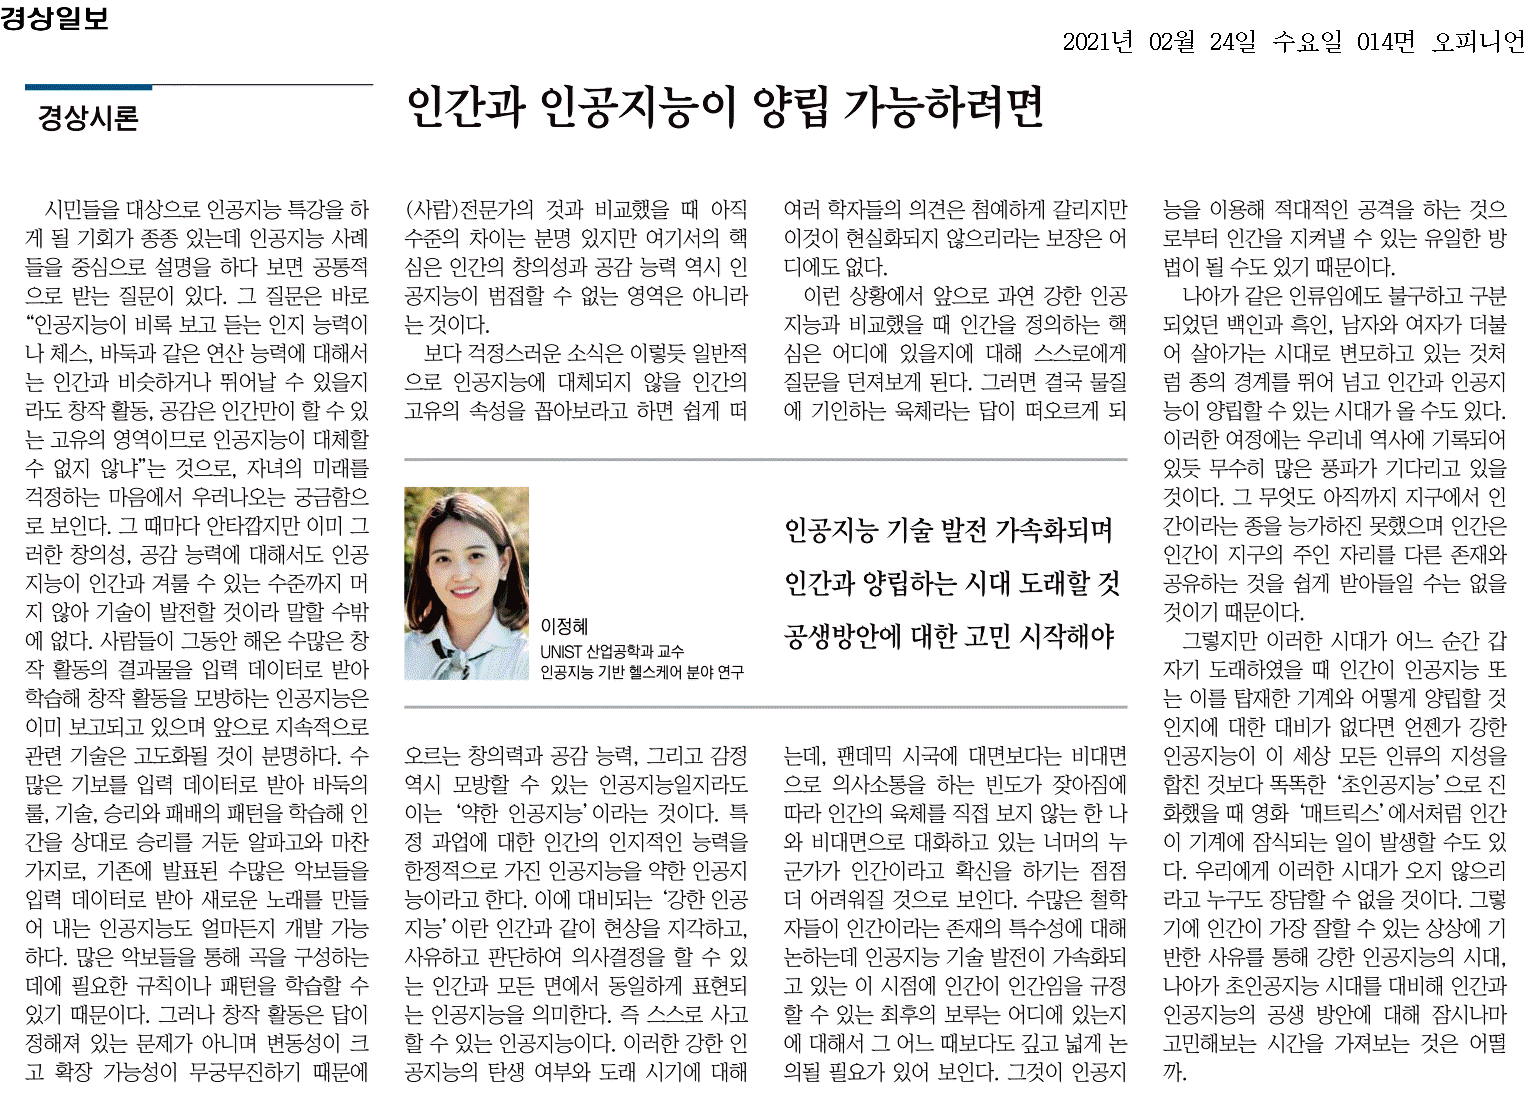 경상일보
2021년 02월 24일 수요일 014면 오피니언
경상시론
인간과 인공지능이 양립 가능하려면
시민들을 대상으로 인공지능 특강을 하
게 될 기회가 종종 있는데 인공지능 사례
들을 중심으로 설명을 하다 보면 공통적
으로 받는 질문이 있다. 그 질문은 바로
“인공지능이 비록 보고 듣는 인지 능력이
나 체스, 바둑과 같은 연산 능력에 대해서
는 인간과 비슷하거나 뛰어날 수 있을지
라도 창작 활동, 공감은 인간만이 할 수 있
는 고유의 영역이므로 인공지능이 대체할
수 없지 않냐”는 것으로, 자녀의 미래를
걱정하는 마음에서 우러나오는 궁금함으
로 보인다. 그 때마다 안타깝지만 이미 그
러한 창의성, 공감 능력에 대해서도 인공
지능이 인간과 겨룰 수 있는 수준까지 머
지 않아 기술이 발전할 것이라 말할 수밖
에 없다. 사람들이 그동안 해온 수많은 창
작 활동의 결과물을 입력 데이터로 받아
학습해 창작 활동을 모방하는 인공지능은
이미 보고되고 있으며 앞으로 지속적으로
관련 기술은 고도화될 것이 분명하다. 수
많은 기보를 입력 데이터로 받아 바둑의
룰, 기술, 승리와 패배의 패턴을 학습해 인
간을 상대로 승리를 거둔 알파고와 마찬
가지로, 기존에 발표된 수많은 악보들을
입력 데이터로 받아 새로운 노래를 만들
어 내는 인공지능도 얼마든지 개발 가능
하다. 많은 악보들을 통해 곡을 구성하는
데에 필요한 규칙이나 패턴을 학습할 수
있기 때문이다. 그러나 창작 활동은 답이
정해져 있는 문제가 아니며 변동성이 크
고 확장 가능성이 무궁무진하기 때문에
(사람)전문가의 것과 비교했을 때 아직
수준의 차이는 분명 있지만 여기서의 핵
심은 인간의 창의성과 공감 능력 역시 인
공지능이 범접할 수 없는 영역은 아니라
는 것이다.
보다 걱정스러운 소식은 이렇듯 일반적
으로 인공지능에 대체되지 않을 인간의
고유의 속성을 꼽아보라고 하면 쉽게 떠
오르는 창의력과 공감 능력, 그리고 감정
역시 모방할 수 있는 인공지능일지라도
이는 ‘약한 인공지능’이라는 것이다. 특
정 과업에 대한 인간의 인지적인 능력을
한정적으로 가진 인공지능을 약한 인공지
능이라고 한다. 이에 대비되는 ‘강한 인공
지능’이란 인간과 같이 현상을 지각하고,
사유하고 판단하여 의사결정을 할 수 있
는 인간과 모든 면에서 동일하게 표현되
는 인공지능을 의미한다. 즉 스스로 사고
할 수 있는 인공지능이다. 이러한 강한 인
공지능의 탄생 여부와 도래 시기에 대해
여러 학자들의 의견은 첨예하게 갈리지만
이것이 현실화되지 않으리라는 보장은 어
디에도 없다.
이런 상황에서 앞으로 과연 강한 인공
지능과 비교했을 때 인간을 정의하는 핵
심은 어디에 있을지에 대해 스스로에게
질문을 던져보게 된다. 그러면 결국 물질
에 기인하는 육체라는 답이 떠오르게 되
는데, 팬데믹 시국에 대면보다는 비대면
으로 의사소통을 하는 빈도가 잦아짐에
따라 인간의 육체를 직접 보지 않는 한 나
와 비대면으로 대화하고 있는 너머의 누
군가가 인간이라고 확신을 하기는 점점
더 어려워질 것으로 보인다. 수많은 철학
자들이 인간이라는 존재의 특수성에 대해
논하는데 인공지능 기술 발전이 가속화되
고 있는 이 시점에 인간이 인간임을 규정
할 수 있는 최후의 보루는 어디에 있는지
에 대해서 그 어느 때보다도 깊고 넓게 논
의될 필요가 있어 보인다. 그것이 인공지
이정혜
UNIST 산업공학과 교수
인공지능 기반 헬스케어 분야 연구
인공지능 기술 발전 가속화되며
인간과 양립하는 시대 도래할 것
공생방안에 대한 고민 시작해야
능을 이용해 적대적인 공격을 하는 것으
로부터 인간을 지켜낼 수 있는 유일한 방
법이 될 수도 있기 때문이다.
나아가 같은 인류임에도 불구하고 구분
되었던 백인과 흑인, 남자와 여자가 더불
어 살아가는 시대로 변모하고 있는 것처
럼 종의 경계를 뛰어 넘고 인간과 인공지
능이 양립할 수 있는 시대가 올 수도 있다.
이러한 여정에는 우리네 역사에 기록되어
있듯 무수히 많은 풍파가 기다리고 있을
것이다. 그 무엇도 아직까지 지구에서 인
간이라는 종을 능가하진 못했으며 인간은
인간이 지구의 주인 자리를 다른 존재와
공유하는 것을 쉽게 받아들일 수는 없을
것이기 때문이다.
그렇지만 이러한 시대가 어느 순간 갑
자기 도래하였을 때 인간이 인공지능 또
는 이를 탑재한 기계와 어떻게 양립할 것
인지에 대한 대비가 없다면 언젠가 강한
인공지능이 이 세상 모든 인류의 지성을
합친 것보다 똑똑한 ‘초인공지능’으로 진
화했을 때 영화 ‘매트릭스’에서처럼 인간
이 기계에 잠식되는 일이 발생할 수도 있
다. 우리에게 이러한 시대가 오지 않으리
라고 누구도 장담할 수 없을 것이다. 그렇
기에 인간이 가장 잘할 수 있는 상상에 기
반한 사유를 통해 강한 인공지능의 시대,
나아가 초인공지능 시대를 대비해 인간과
인공지능의 공생 방안에 대해 잠시나마
고민해보는 시간을 가져보는 것은 어떨
까.